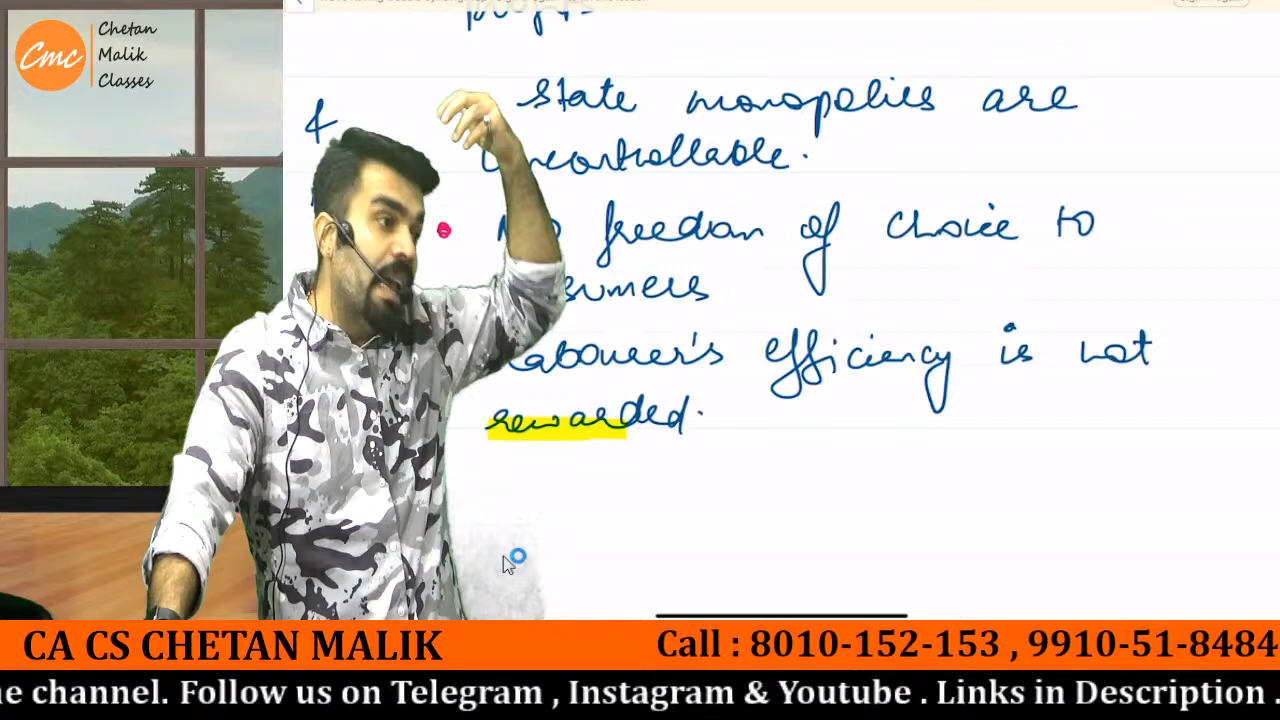 Cmc
Chetan
Malik
Classes
State monopolies are
uncontrollable.
No freedom of choice to
Labourer's efficiency is not
rewarded.
CA CS CHETAN MALIK
Call : 8010-152-153 , 9910-51-8484
he channel. Follow us on Telegram , Instagram & Youtube . Links in Description .